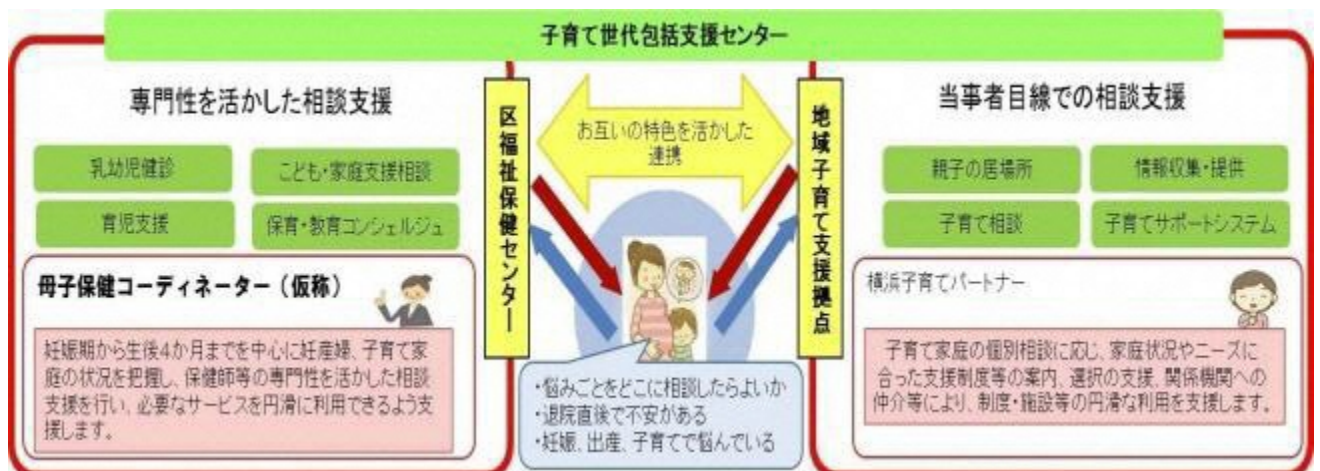 子育て世代包括支援センター
専門性を活かした相談支援
乳幼児健診
こども・家庭支援相談
育児支援
保育・教育コンシェルジュ
母子保健コーディネーター（仮称）
妊娠期から生後4か月までを中心に妊産婦、子育て家
庭の状況を把握し、保健師等の専門性を活かした相談
支援を行い、必要なサービスを円滑に利用できるよう支
援します。
区福祉保健センター
お互いの特色を活かした
連携
・悩みごとをどこに相談したらよいか
・退院直後で不安がある
・妊娠、出産、子育てで悩んでいる
地域子育て支援拠点
当事者目線での相談支援
親子の居場所
情報収集・提供
子育て相談
子育てサポートシステム
横浜子育てパートナー
子育て家庭の個別相談に応じ、家庭状況やニーズに
合った支援制度等の案内、選択の支援、関係機関への
仲介等により、制度・施設等の円滑な利用を支援します。